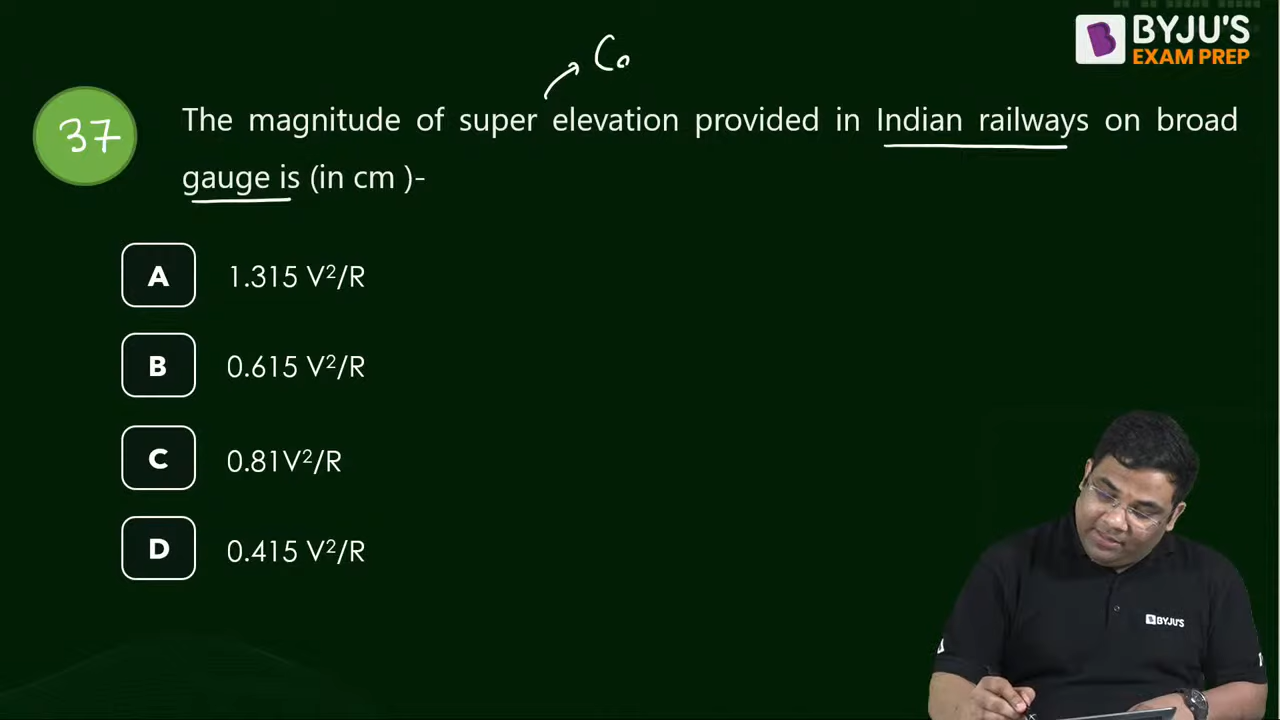 BYJU'S
EXAM PREP
Ca
37
The magnitude of super elevation provided in Indian railways on broad
gauge is (in cm )-
A
1.315 V²/R
B
0.615 V²/R
C
0.81V²/R
D
0.415 V²/R
BYJU'S